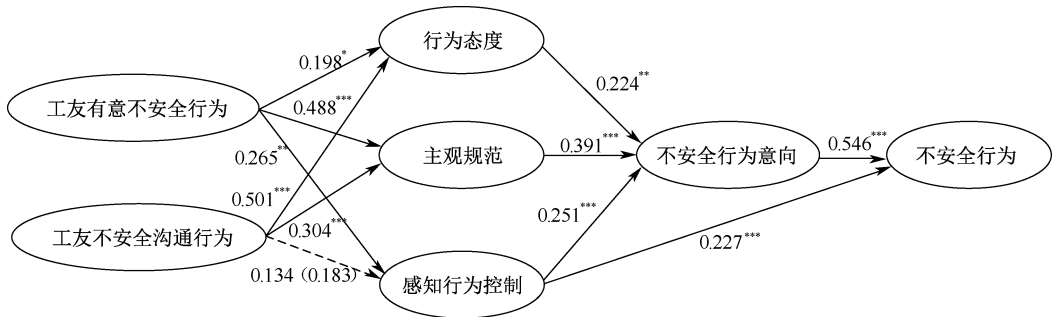 行为态度
0.198*
0.224**
工友有意不安全行为
0.488***
主观规范
0.391***
不安全行为意向
0.546***
不安全行为
0.265**
0.501***
0.304***
0.251***
工友不安全沟通行为
0.227***
0.134（0.183）
感知行为控制